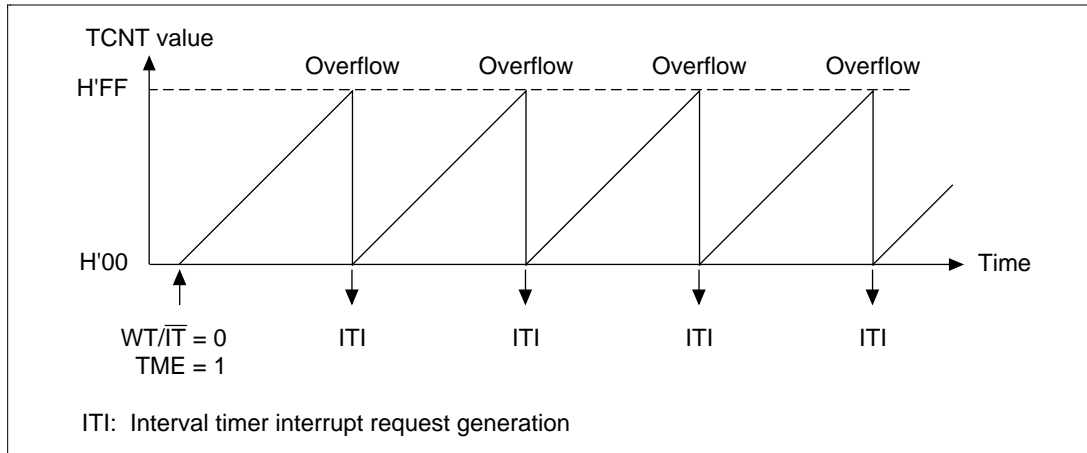 TCNT value
Overflow Overflow Overflow Overflow
H'FF
H'00
Time
WT/I̅T̅ = 0
TME = 1
ITI ITI ITI ITI
ITI: Interval timer interrupt request generation